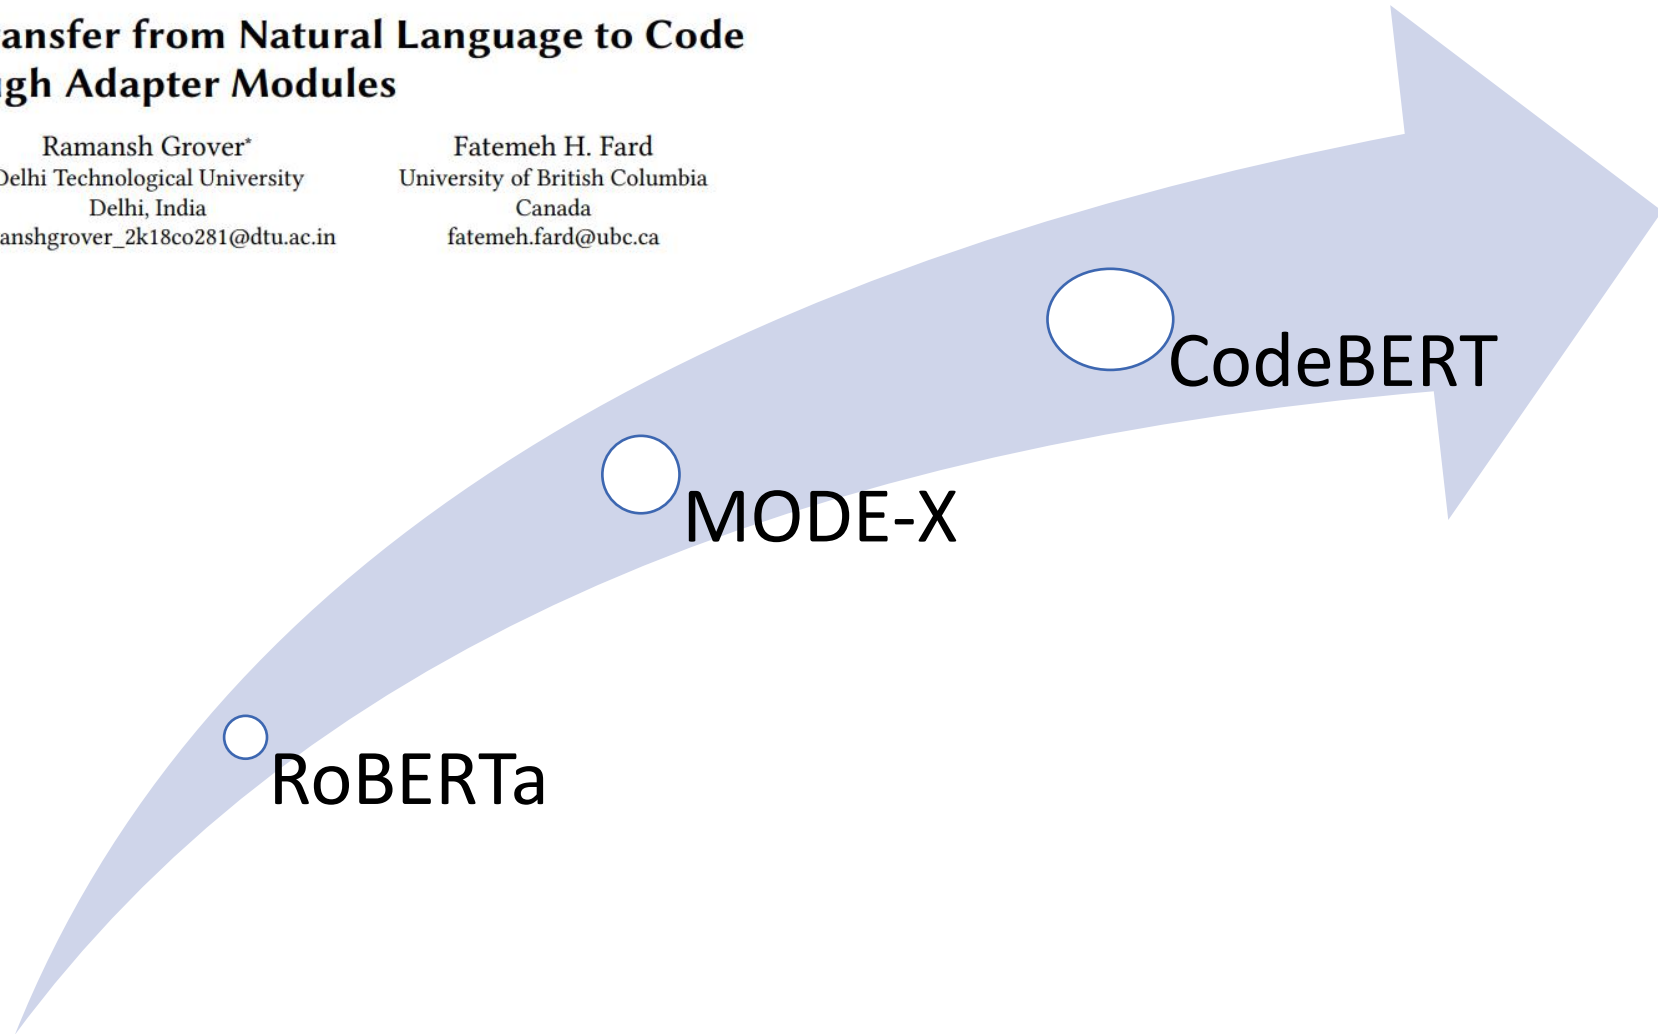 ansfer from Natural Language to Code
gh Adapter Modules
Ramansh Grover*
Delhi Technological University
Delhi, India
anshgrover_2k18co281@dtu.ac.in
Fatemeh H. Fard
University of British Columbia
Canada
fatemeh.fard@ubc.ca
CodeBERT
MODE-X
RoBERTa